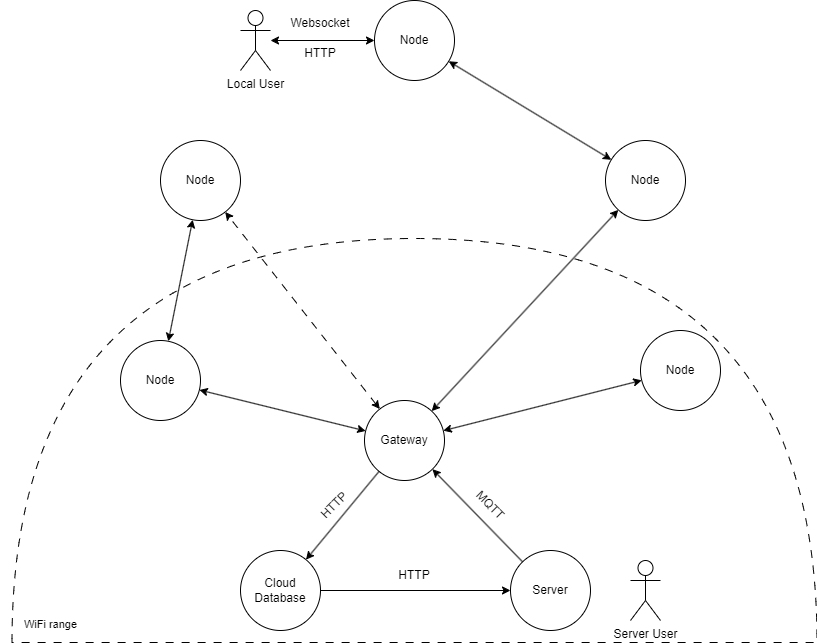 Websocket
HTTP
Local User
Node
Node
Node
Node
Node
Gateway
HTTP
MQTT
Cloud
Database
HTTP
Server
WiFi range
Server User